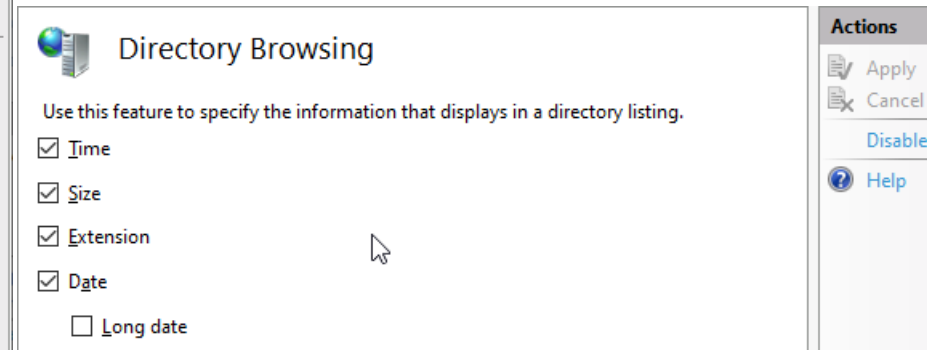 Directory Browsing
Use this feature to specify the information that displays in a directory listing.
Time
Size
Extension
Date
Long date
Actions
Apply
Cancel
Disable
Help